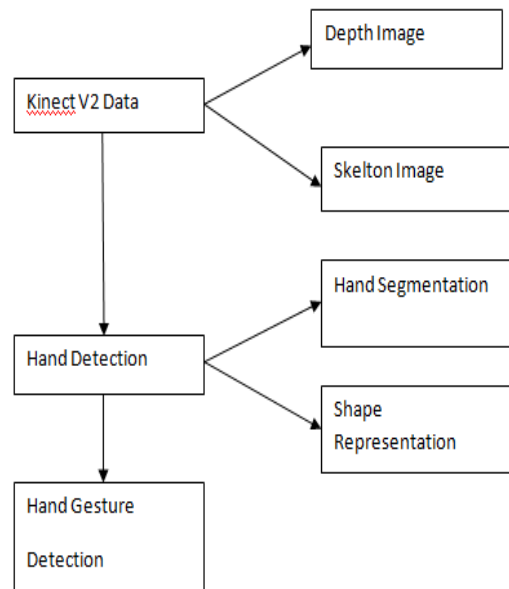 Depth Image
Kinect V2 Data
Skelton Image
Hand Segmentation
Hand Detection
Shape
Representation
Hand Gesture
Detection